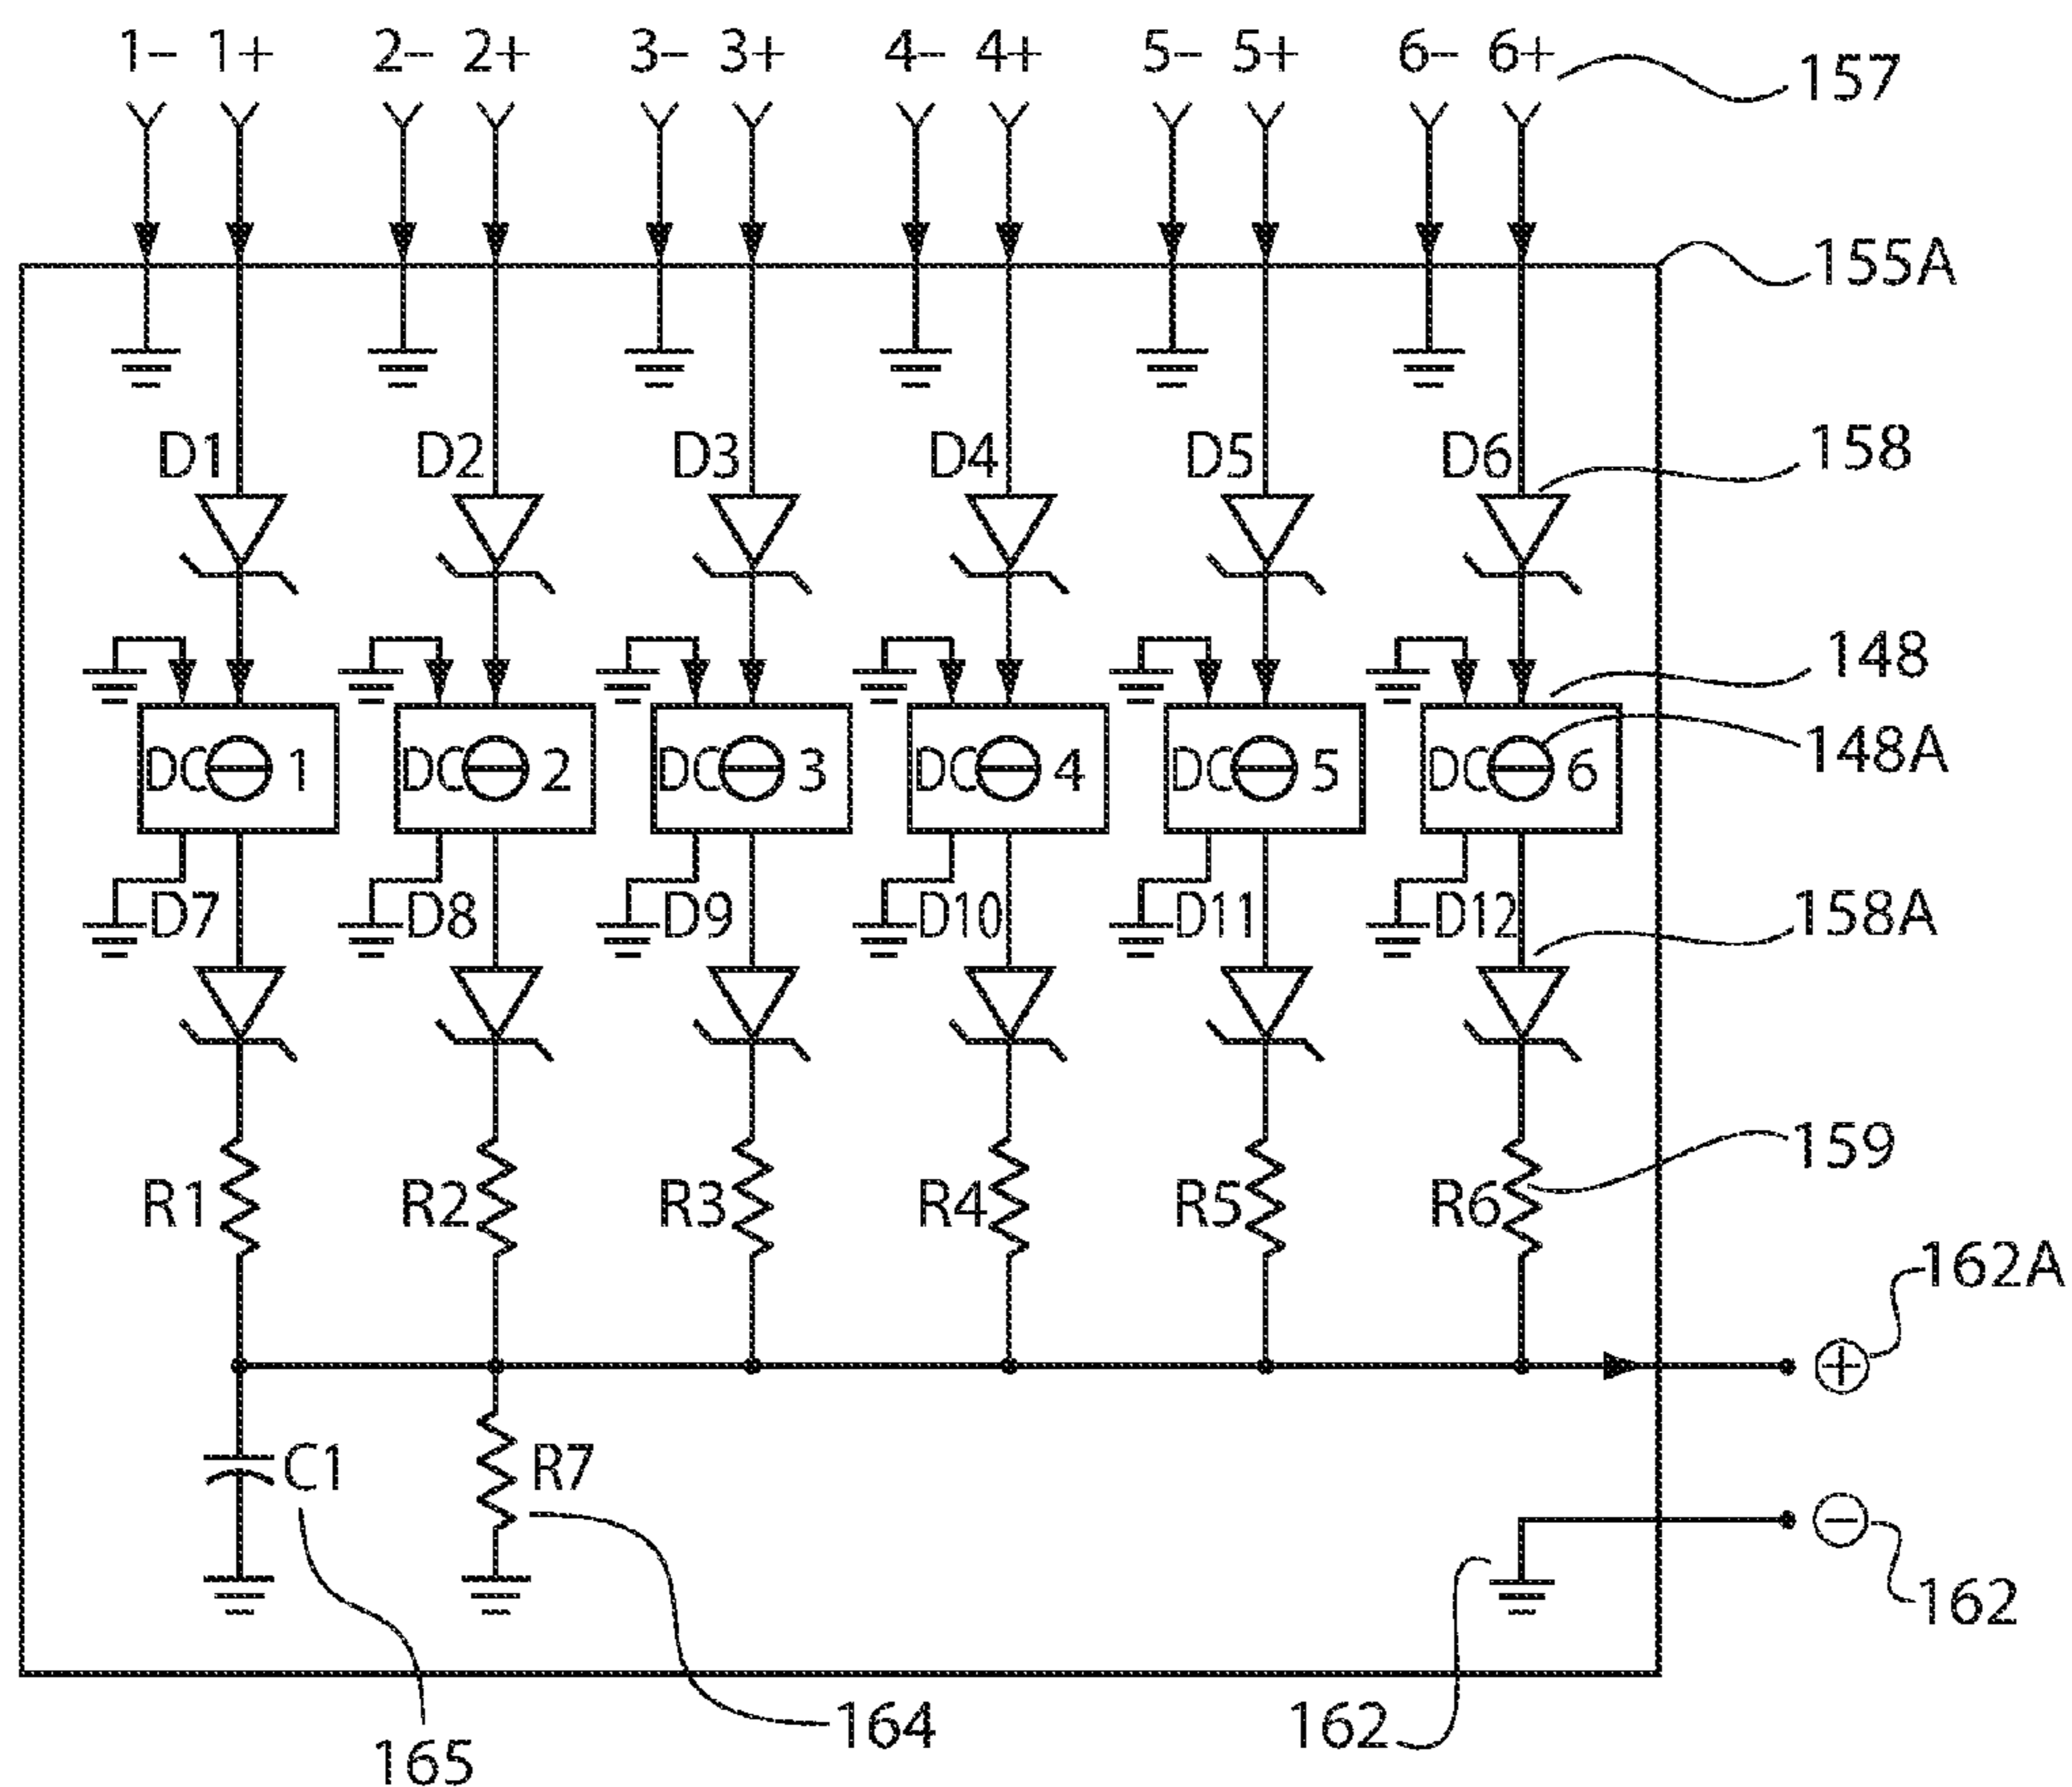 1- 1+ 2- 2+ 3- 3+ 4- 4+ 5- 5+ 6- 6+
157
155A
D1 D2 D3 D4 D5 D6
158
148
DC 1 DC 2 DC 3 DC 4 DC 5 DC 6
148A
D7 D8 D9 D10 D11 D12
158A
159
R1 R2 R3 R4 R5 R6
162A
+
C1 R7
-
162
165
164
162